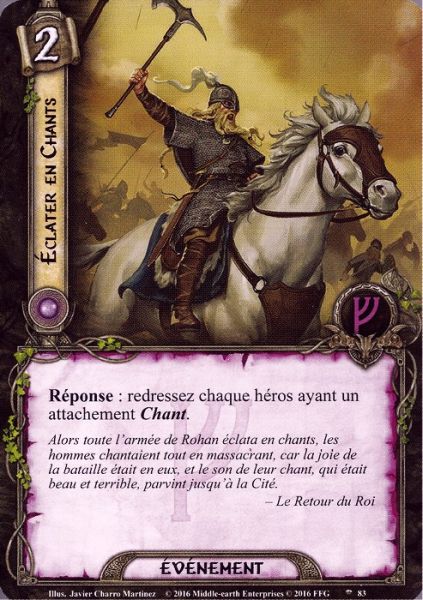 2
ÉCLATER EN CHANTS
Réponse : redressez chaque héros ayant un
attachement Chant.
Alors toute l'armée de Rohan éclata en chants, les
hommes chantaient tout en massacrant, car la joie de
la bataille était en eux, et le son de leur chant, qui était
beau et terrible, parvint jusqu'à la Cité.
– Le Retour du Roi
ÉVÉNEMENT
Illus. Javier Charro Martínez © 2016 Middle-earth Enterprises © 2016 FFG 83